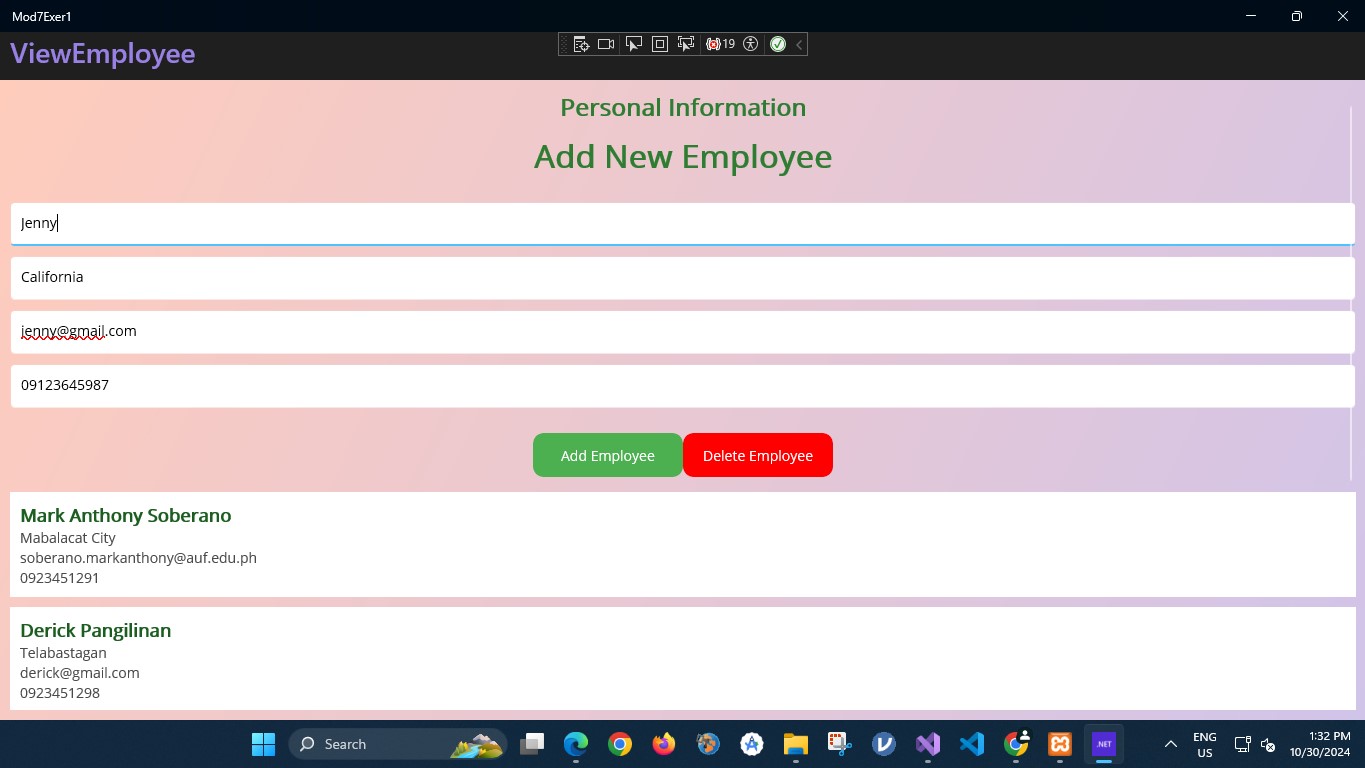 Mod7Exer1
ViewEmployee
19
Personal Information
Add New Employee
Jenny
California
jenny@gmail.com
09123645987
Add Employee
Delete Employee
Mark Anthony Soberano
Mabalacat City
soberano.markanthony@auf.edu.ph
0923451291
Derick Pangilinan
Telabastagan
derick@gmail.com
0923451298
Search
.NET
ENG
US
1:32 PM
10/30/2024